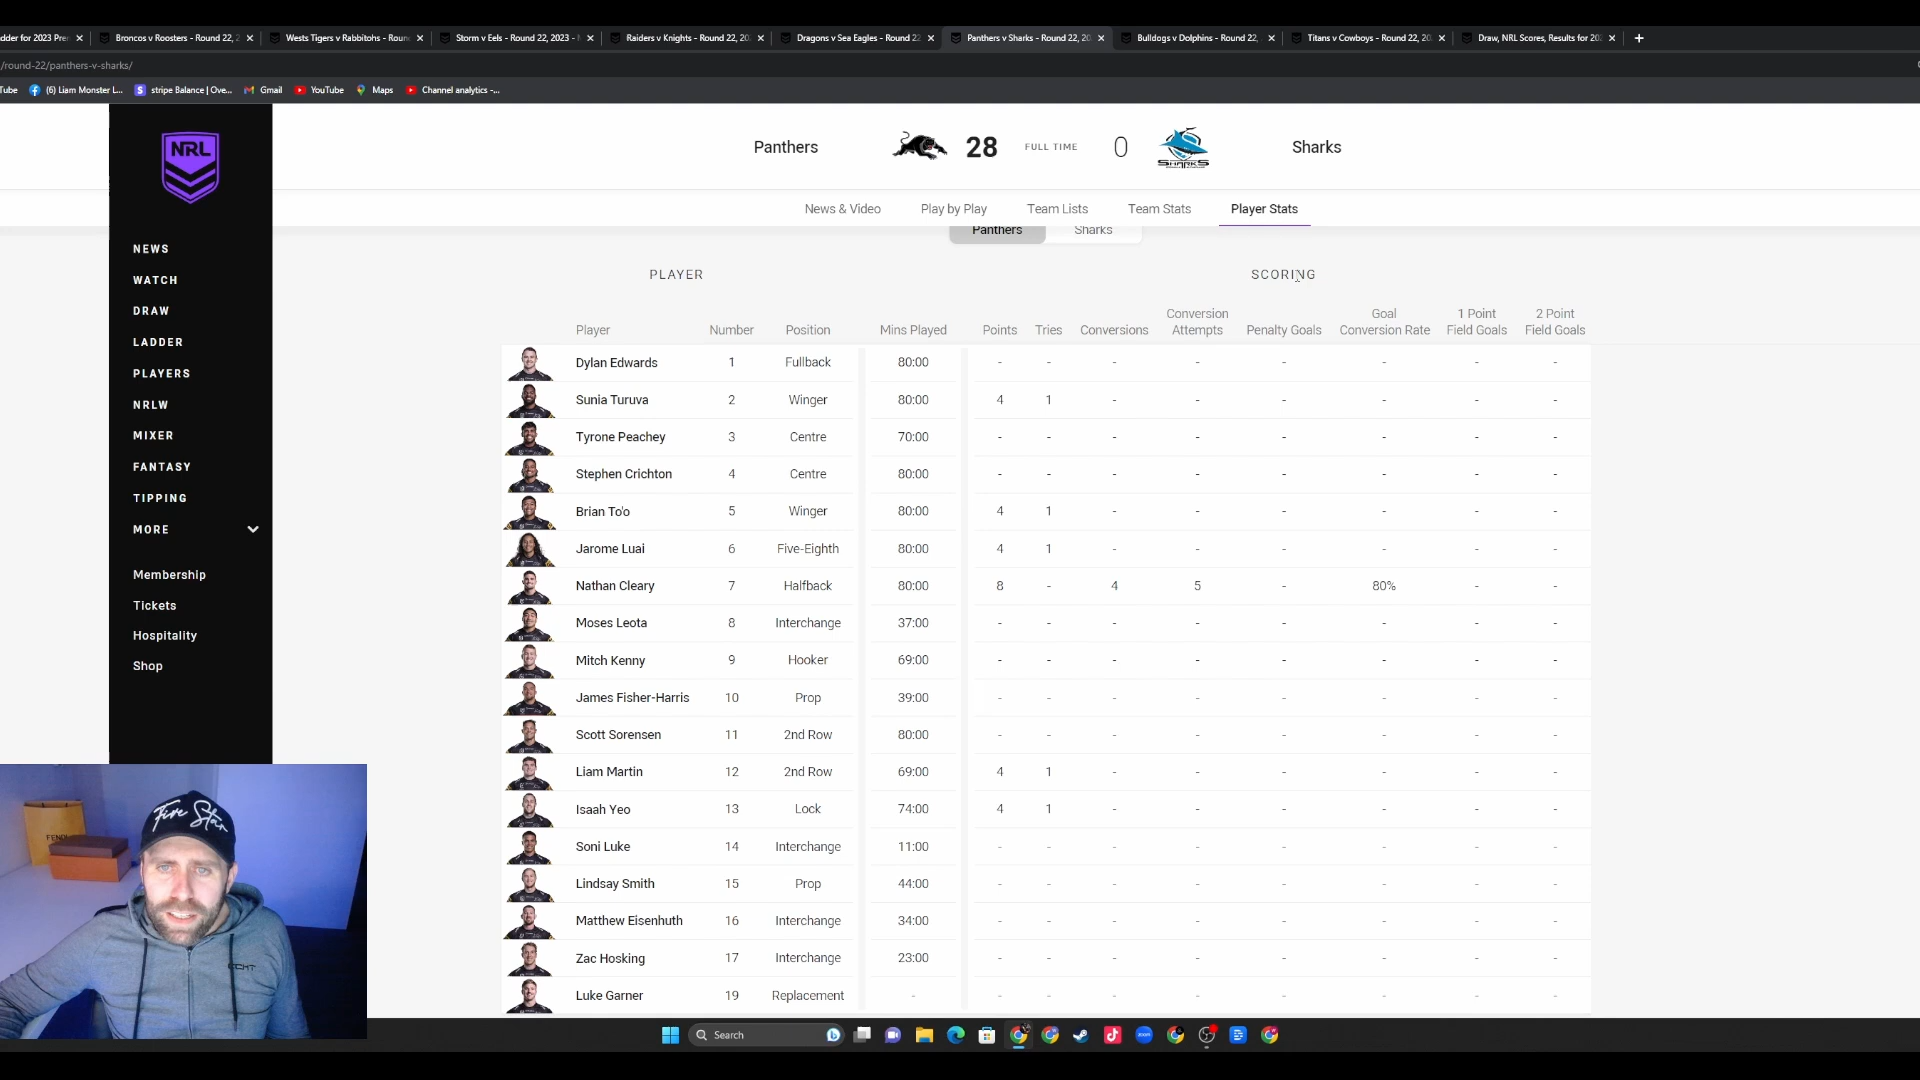 dder for 2023 Pre
Broncos v Roosters - Round 22, 2
Wests Tigers v Rabbitohs - Roun
Storm v Eels - Round 22, 2023 -
Raiders v Knights - Round 22, 20
Dragons v Sea Eagles - Round 22
Panthers v Sharks - Round 22, 20
Bulldogs v Dolphins - Round 22,
Titans v Cowboys - Round 22, 20
Draw, NRL Scores, Results for 20
/round-22/panthers-v-sharks/
Tube
(6) Liam Monster L...
stripe Balance | Ove...
Gmail
YouTube
Maps
Channel analytics -...
NRL
Panthers 28 FULL TIME 0 SHARKS Sharks
News & Video Play by Play Team Lists Team Stats Player Stats
Panthers Sharks
NEWS
WATCH
DRAW
LADDER
PLAYERS
NRLW
MIXER
FANTASY
TIPPING
MORE
Membership
Tickets
Hospitality
Shop
PLAYER SCORING
Player Number Position Mins Played Points Tries Conversions Conversion Attempts Penalty Goals Goal Conversion Rate 1 Point Field Goals 2 Point Field Goals
Dylan Edwards 1 Fullback 80:00 - - - - - - - -
Sunia Turuva 2 Winger 80:00 4 1 - - - - - -
Tyrone Peachey 3 Centre 70:00 - - - - - - - -
Stephen Crichton 4 Centre 80:00 - - - - - - - -
Brian To'o 5 Winger 80:00 4 1 - - - - - -
Jarome Luai 6 Five-Eighth 80:00 4 1 - - - - - -
Nathan Cleary 7 Halfback 80:00 8 - 4 5 - 80% - -
Moses Leota 8 Interchange 37:00 - - - - - - - -
Mitch Kenny 9 Hooker 69:00 - - - - - - - -
James Fisher-Harris 10 Prop 39:00 - - - - - - - -
Scott Sorensen 11 2nd Row 80:00 - - - - - - - -
Liam Martin 12 2nd Row 69:00 4 1 - - - - - -
Isaah Yeo 13 Lock 74:00 4 1 - - - - - -
Soni Luke 14 Interchange 11:00 - - - - - - - -
Lindsay Smith 15 Prop 44:00 - - - - - - - -
Matthew Eisenhuth 16 Interchange 34:00 - - - - - - - -
Zac Hosking 17 Interchange 23:00 - - - - - - - -
Luke Garner 19 Replacement - - - - - - - - -
Fire Star
FENDI
Search
zoom